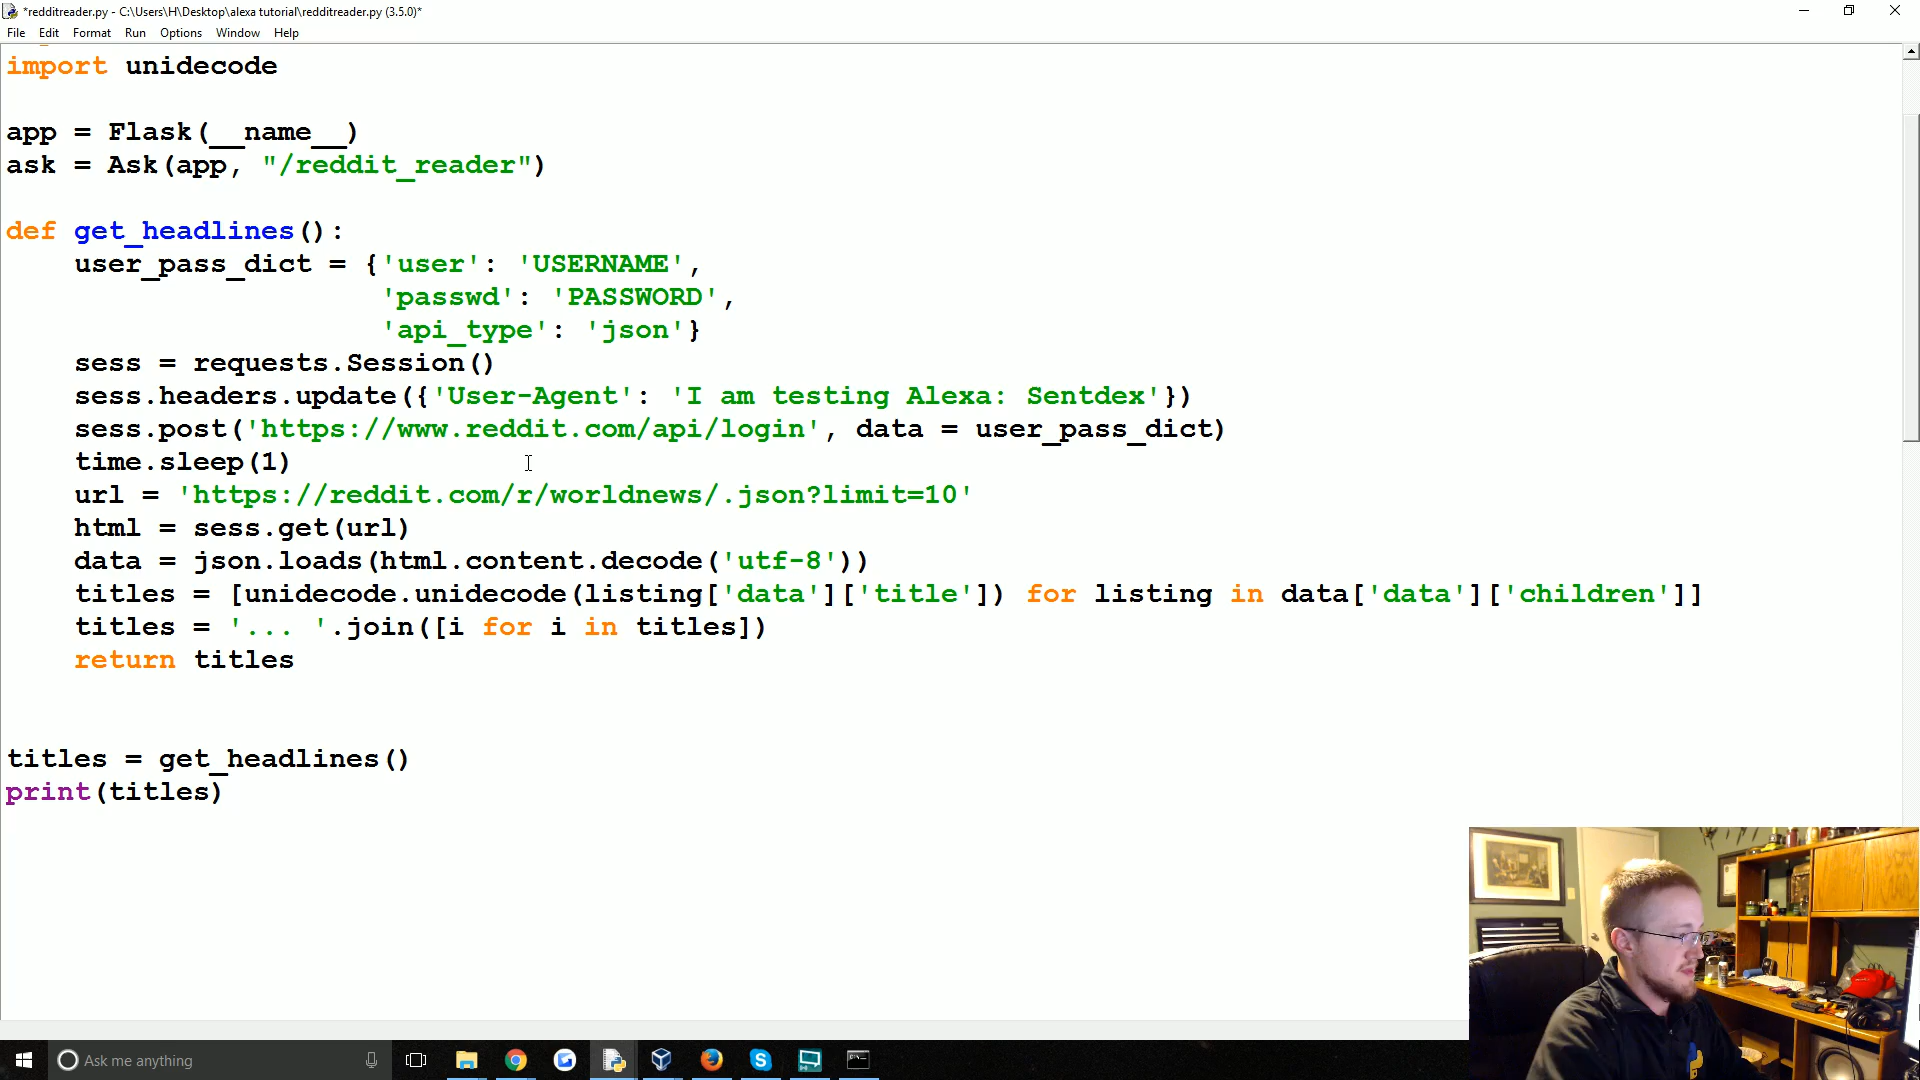 *redditreader.py - C:\Users\H\Desktop\alexa tutorial\redditreader.py (3.5.0)*
File Edit Format Run Options Window Help
import unidecode
app = Flask(__name__)
ask = Ask(app, "/reddit_reader")
def get_headlines():
    user_pass_dict = {'user': 'USERNAME',
                      'passwd': 'PASSWORD',
                      'api_type': 'json'}
    sess = requests.Session()
    sess.headers.update({'User-Agent': 'I am testing Alexa: Sentdex'})
    sess.post('https://www.reddit.com/api/login', data = user_pass_dict)
    time.sleep(1)
    url = 'https://reddit.com/r/worldnews/.json?limit=10'
    html = sess.get(url)
    data = json.loads(html.content.decode('utf-8'))
    titles = [unidecode.unidecode(listing['data']['title']) for listing in data['data']['children']]
    titles = '... '.join([i for i in titles])
    return titles
titles = get_headlines()
print(titles)
Ask me anything